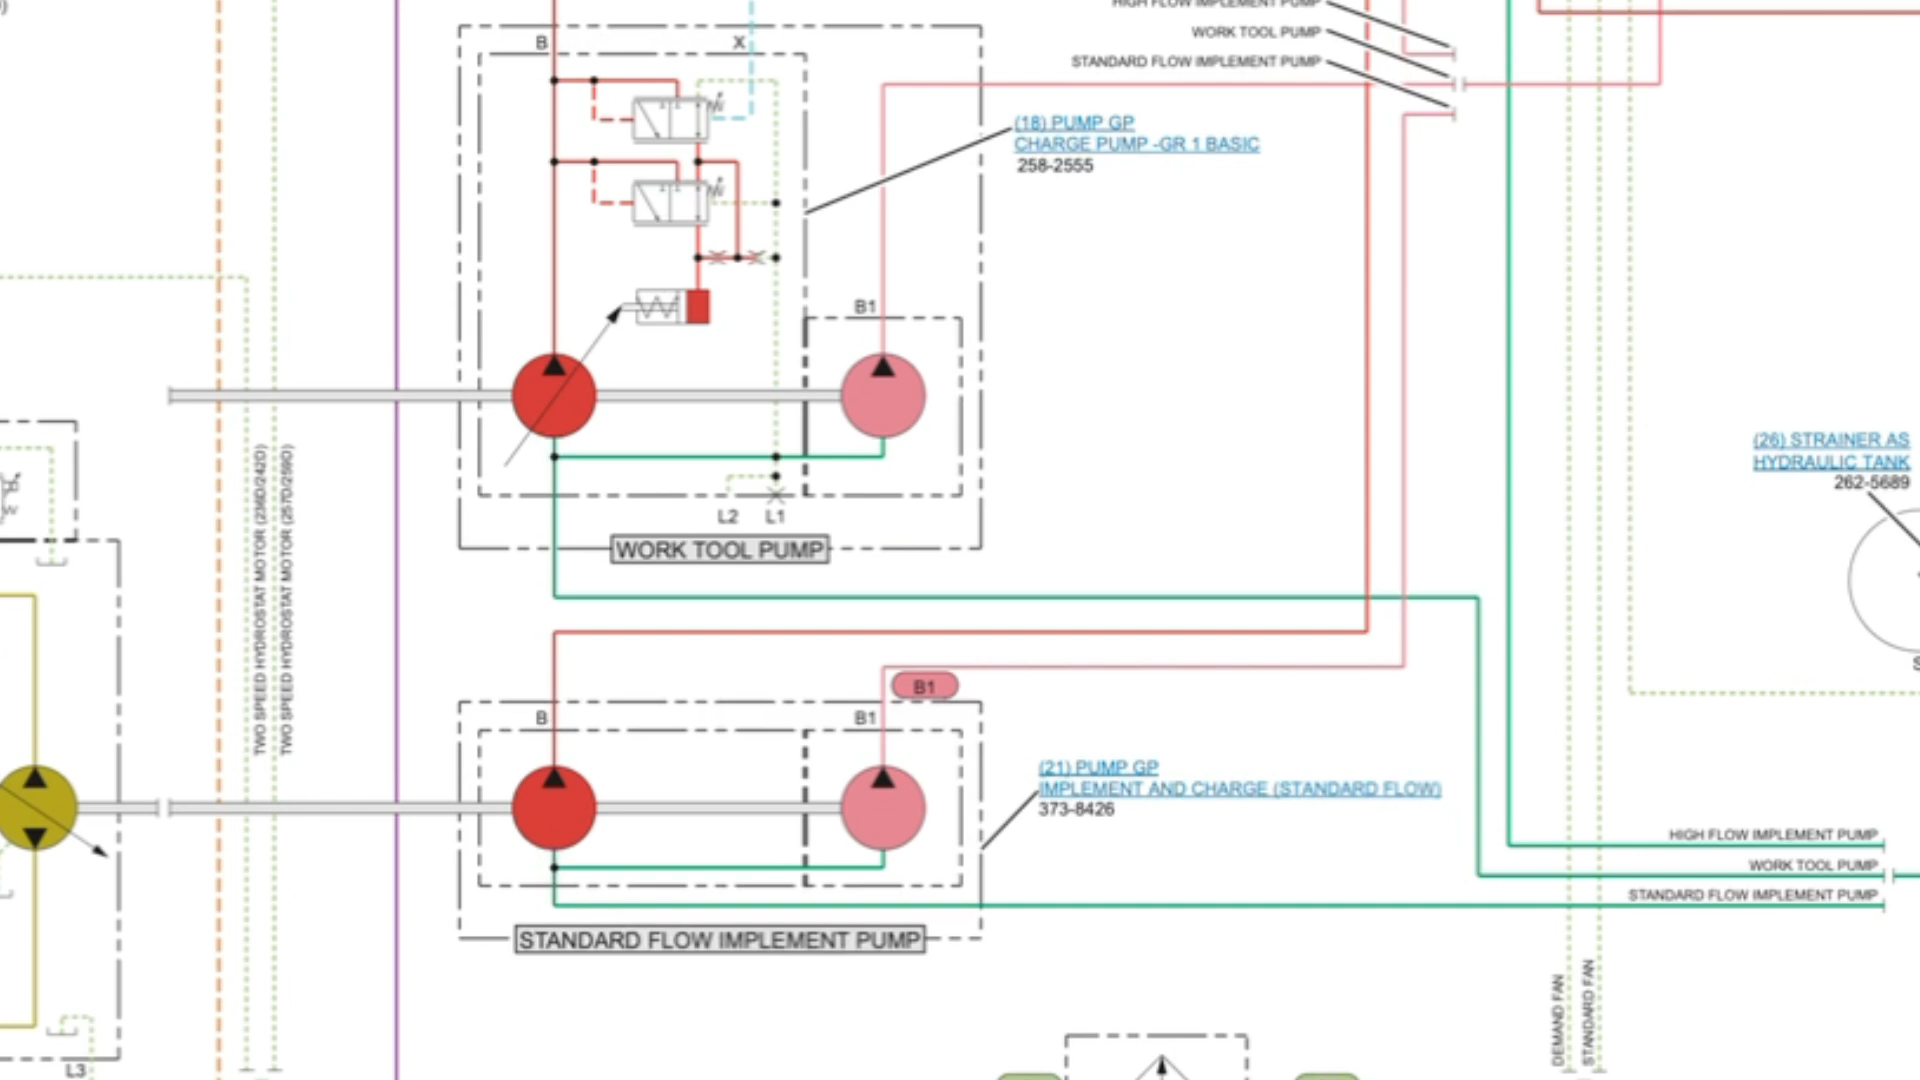 HIGH FLOW IMPLEMENT PUMP
WORK TOOL PUMP
STANDARD FLOW IMPLEMENT PUMP
B
X
(18) PUMP GP
CHARGE PUMP -GR 1 BASIC
258-2555
B1
L2
L1
WORK TOOL PUMP
(26) STRAINER AS
HYDRAULIC TANK
262-5689
TWO SPEED HYDROSTAT MOTOR (236D/242D)
TWO SPEED HYDROSTAT MOTOR (257D/259D)
B1
B
B1
(21) PUMP GP
IMPLEMENT AND CHARGE (STANDARD FLOW)
373-8426
STANDARD FLOW IMPLEMENT PUMP
HIGH FLOW IMPLEMENT PUMP
WORK TOOL PUMP
STANDARD FLOW IMPLEMENT PUMP
DEMAND FAN
STANDARD FAN
L3